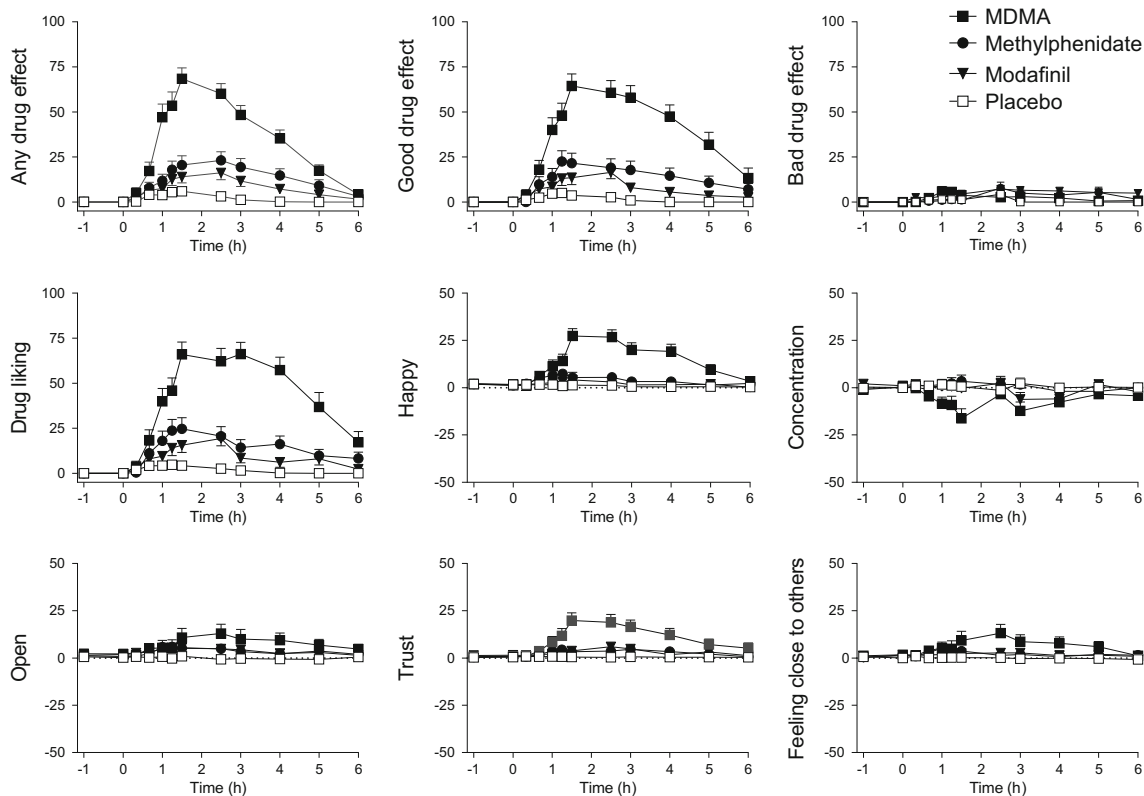 MDMA
Methylphenidate
Modafinil
Placebo
Any drug effect
100
75
50
25
0
-1 0 1 2 3 4 5 6
Time (h)
Good drug effect
100
75
50
25
0
-1 0 1 2 3 4 5 6
Time (h)
Bad drug effect
100
75
50
25
0
-1 0 1 2 3 4 5 6
Time (h)
Drug liking
100
75
50
25
0
-1 0 1 2 3 4 5 6
Time (h)
Happy
50
25
0
-25
-50
-1 0 1 2 3 4 5 6
Time (h)
Concentration
50
25
0
-25
-50
-1 0 1 2 3 4 5 6
Time (h)
Open
50
25
0
-25
-50
-1 0 1 2 3 4 5 6
Time (h)
Trust
50
25
0
-25
-50
-1 0 1 2 3 4 5 6
Time (h)
Feeling close to others
50
25
0
-25
-50
-1 0 1 2 3 4 5 6
Time (h)